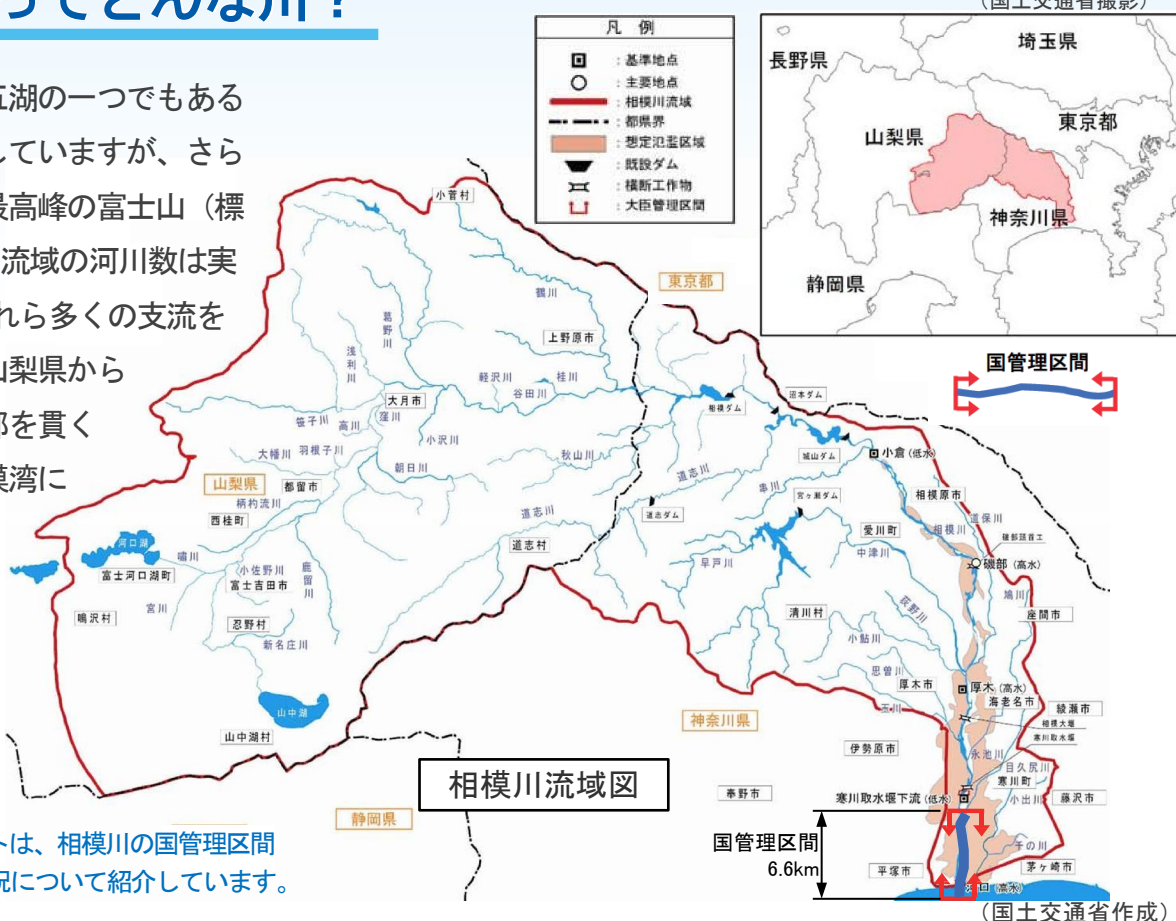 ってどんな川？
（国土交通省撮影）
五湖の一つでもある
していますが、さら
最高峰の富士山（標
流域の河川数は実
れら多くの支流を
山梨県から
部を貫く
模湾に
凡 例
：基準地点
：主要地点
：相模川流域
：都県界
：想定氾濫区域
：既設ダム
：横断工作物
：大臣管理区間
埼玉県
長野県
東京都
山梨県
神奈川県
静岡県
国管理区間
小菅村
東京都
鶴川
葛野川
上野原市
浅利川
軽沢川
桂川
谷田川
大月市
相模ダム
沼本ダム
笹子川
高川
窪川
小沢川
城山ダム
小倉（低水）
大幡川
羽根子川
朝日川
秋山川
道志川
串川
山梨県
都留市
宮ヶ瀬ダム
相模原市
柄杓流川
道志川
道志ダム
愛川町
相模川
道保川
西桂町
中津川
磯部頭首工
河口湖
嘯川
道志村
早戸川
磯部（高水）
富士河口湖町
小佐野川
鹿留川
富士吉田市
鳩川
宮川
荻野川
座間市
鳴沢村
忍野村
清川村
新名庄川
小鮎川
恩曽川
厚木市
厚木（高水）
海老名市
山中湖
玉川
綾瀬市
神奈川県
相模大堰
寒川取水堰
山中湖村
伊勢原市
永池川
目久尻川
相模川流域図
寒川町
秦野市
寒川取水堰下流（低水）
小出川
藤沢市
静岡県
国管理区間
6.6km
千の川
平塚市
茅ヶ崎市
河口（高水）
トは、相模川の国管理区間
況について紹介しています。
（国土交通省作成）